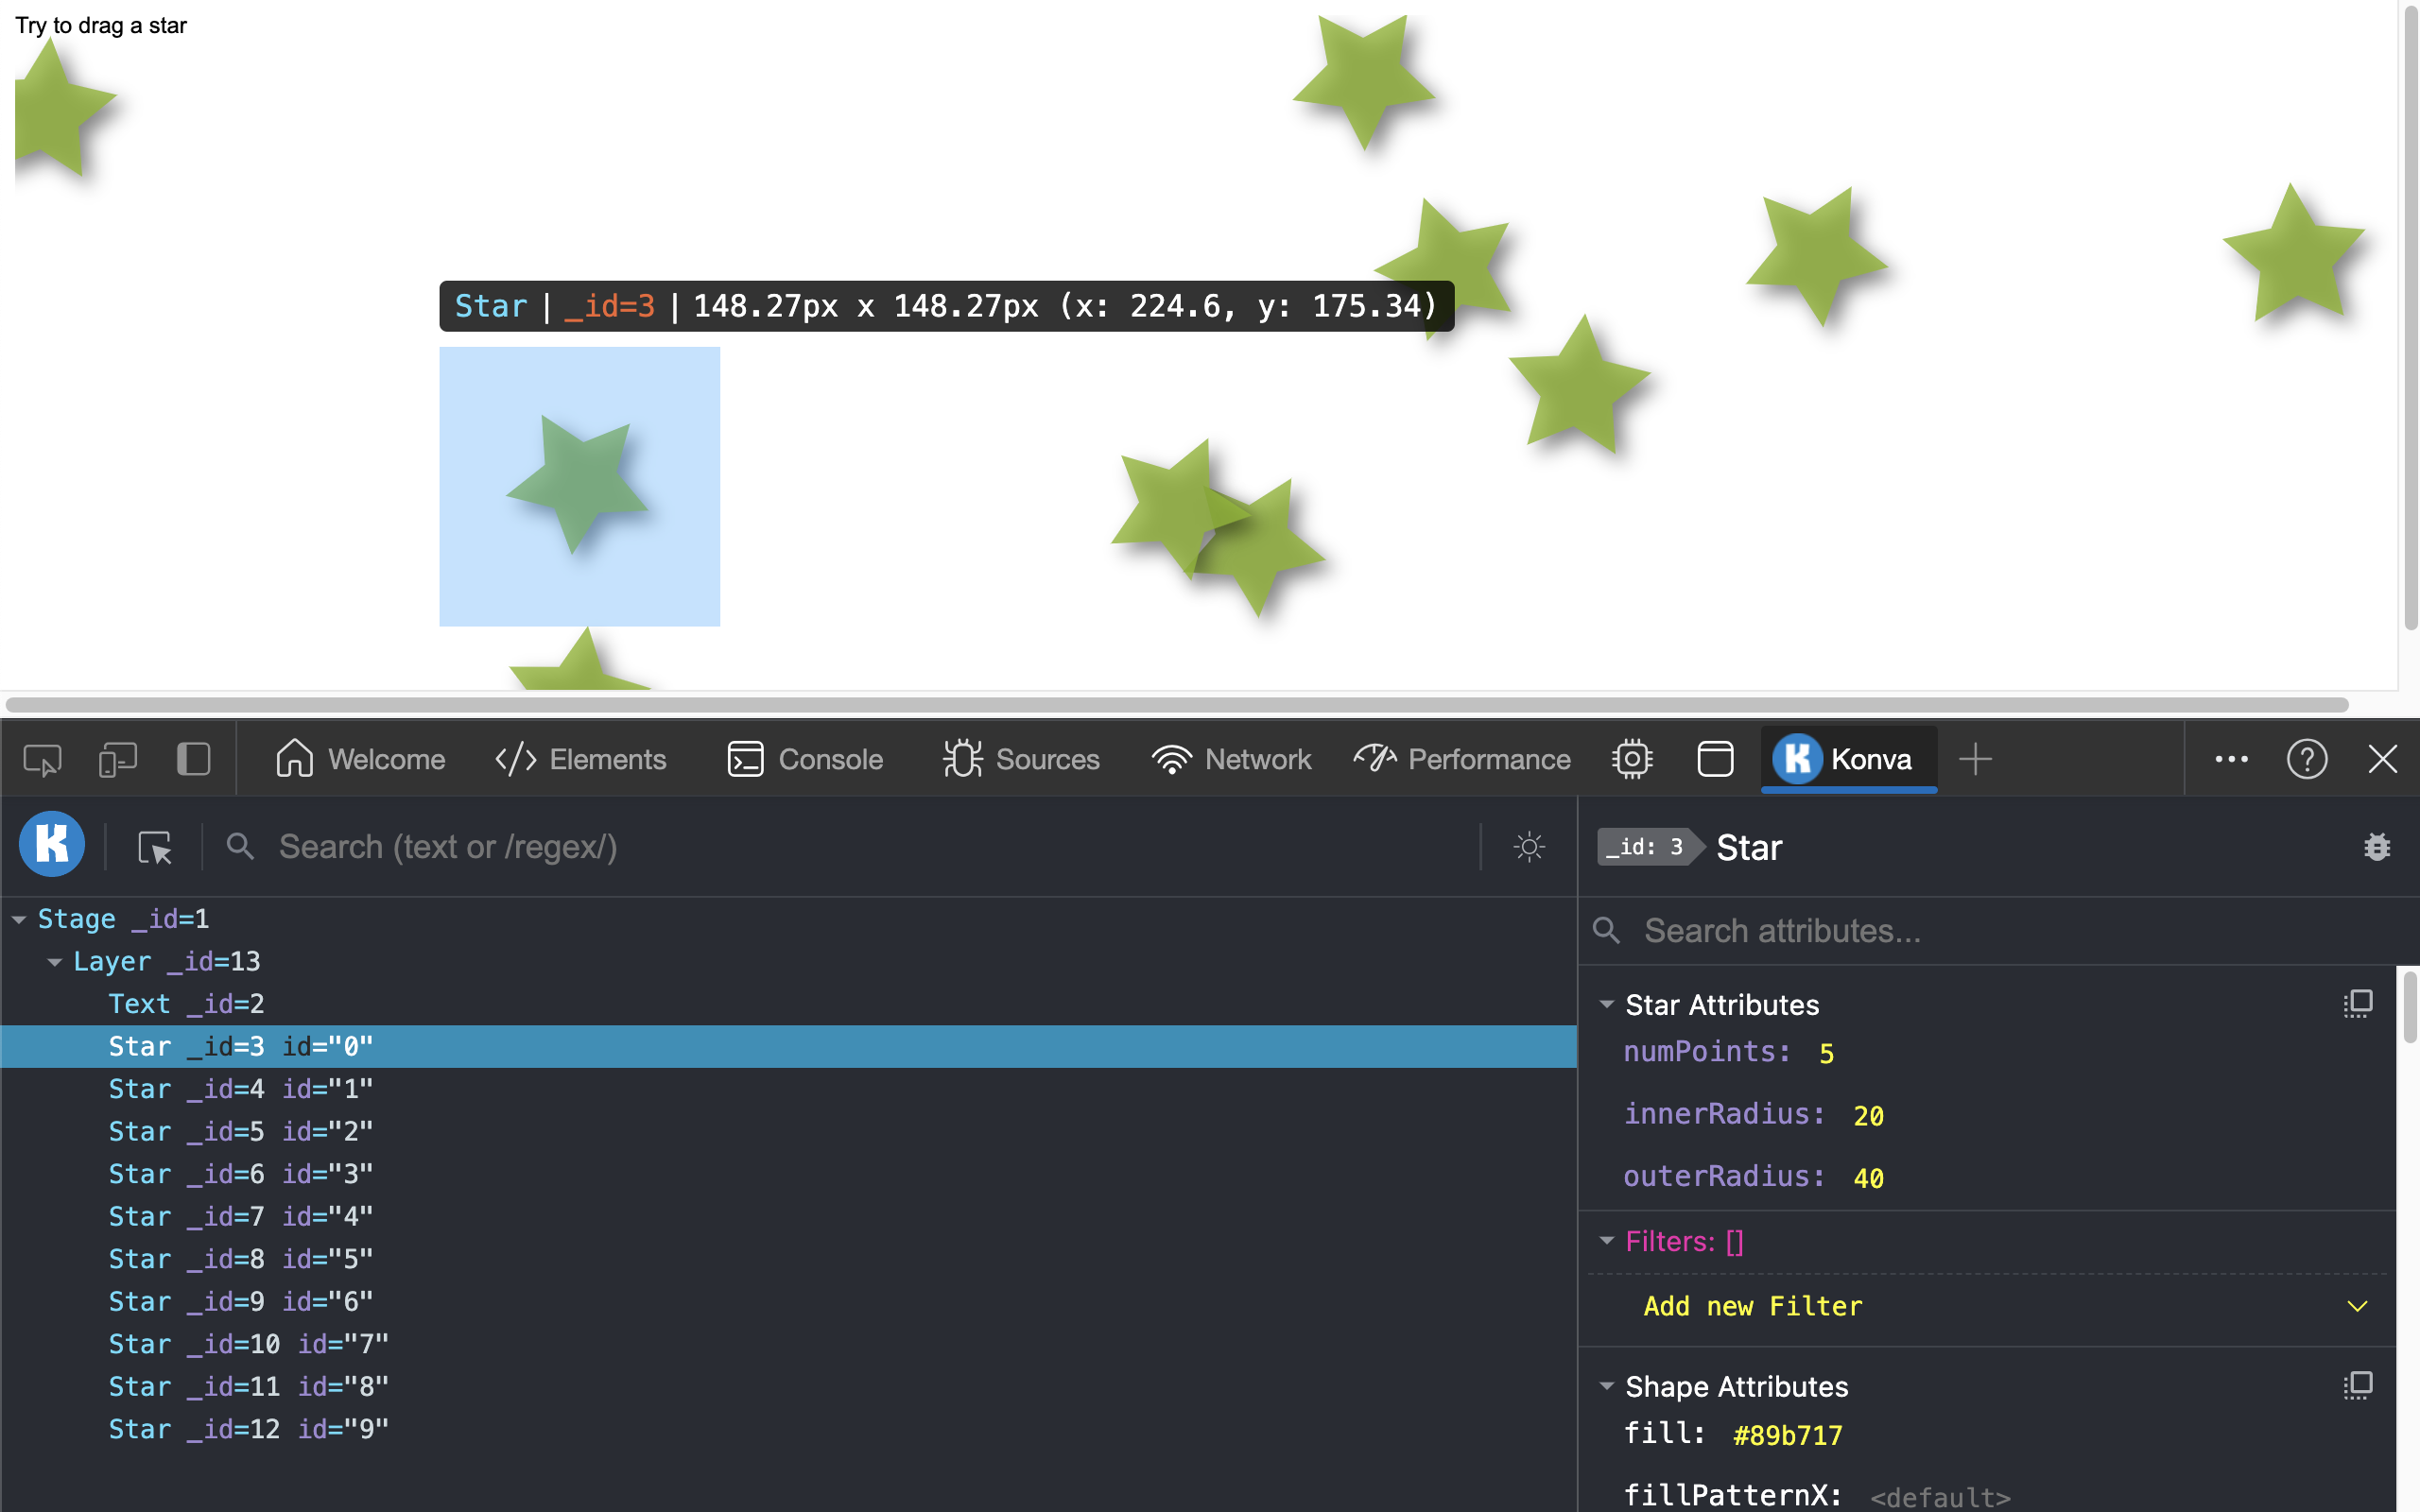 Try to drag a star
Star | _id=3 | 148.27px x 148.27px (x: 224.6, y: 175.34)
Welcome </> Elements Console Sources Network Performance Konva
Search (text or /regex/)
_id: 3 Star
Search attributes...
Stage _id=1
Layer _id=13
Text _id=2
Star _id=3 id="0"
Star _id=4 id="1"
Star _id=5 id="2"
Star _id=6 id="3"
Star _id=7 id="4"
Star _id=8 id="5"
Star _id=9 id="6"
Star _id=10 id="7"
Star _id=11 id="8"
Star _id=12 id="9"
Star Attributes
numPoints: 5
innerRadius: 20
outerRadius: 40
Filters: []
Add new Filter
Shape Attributes
fill: #89b717
fillPatternX: <default>